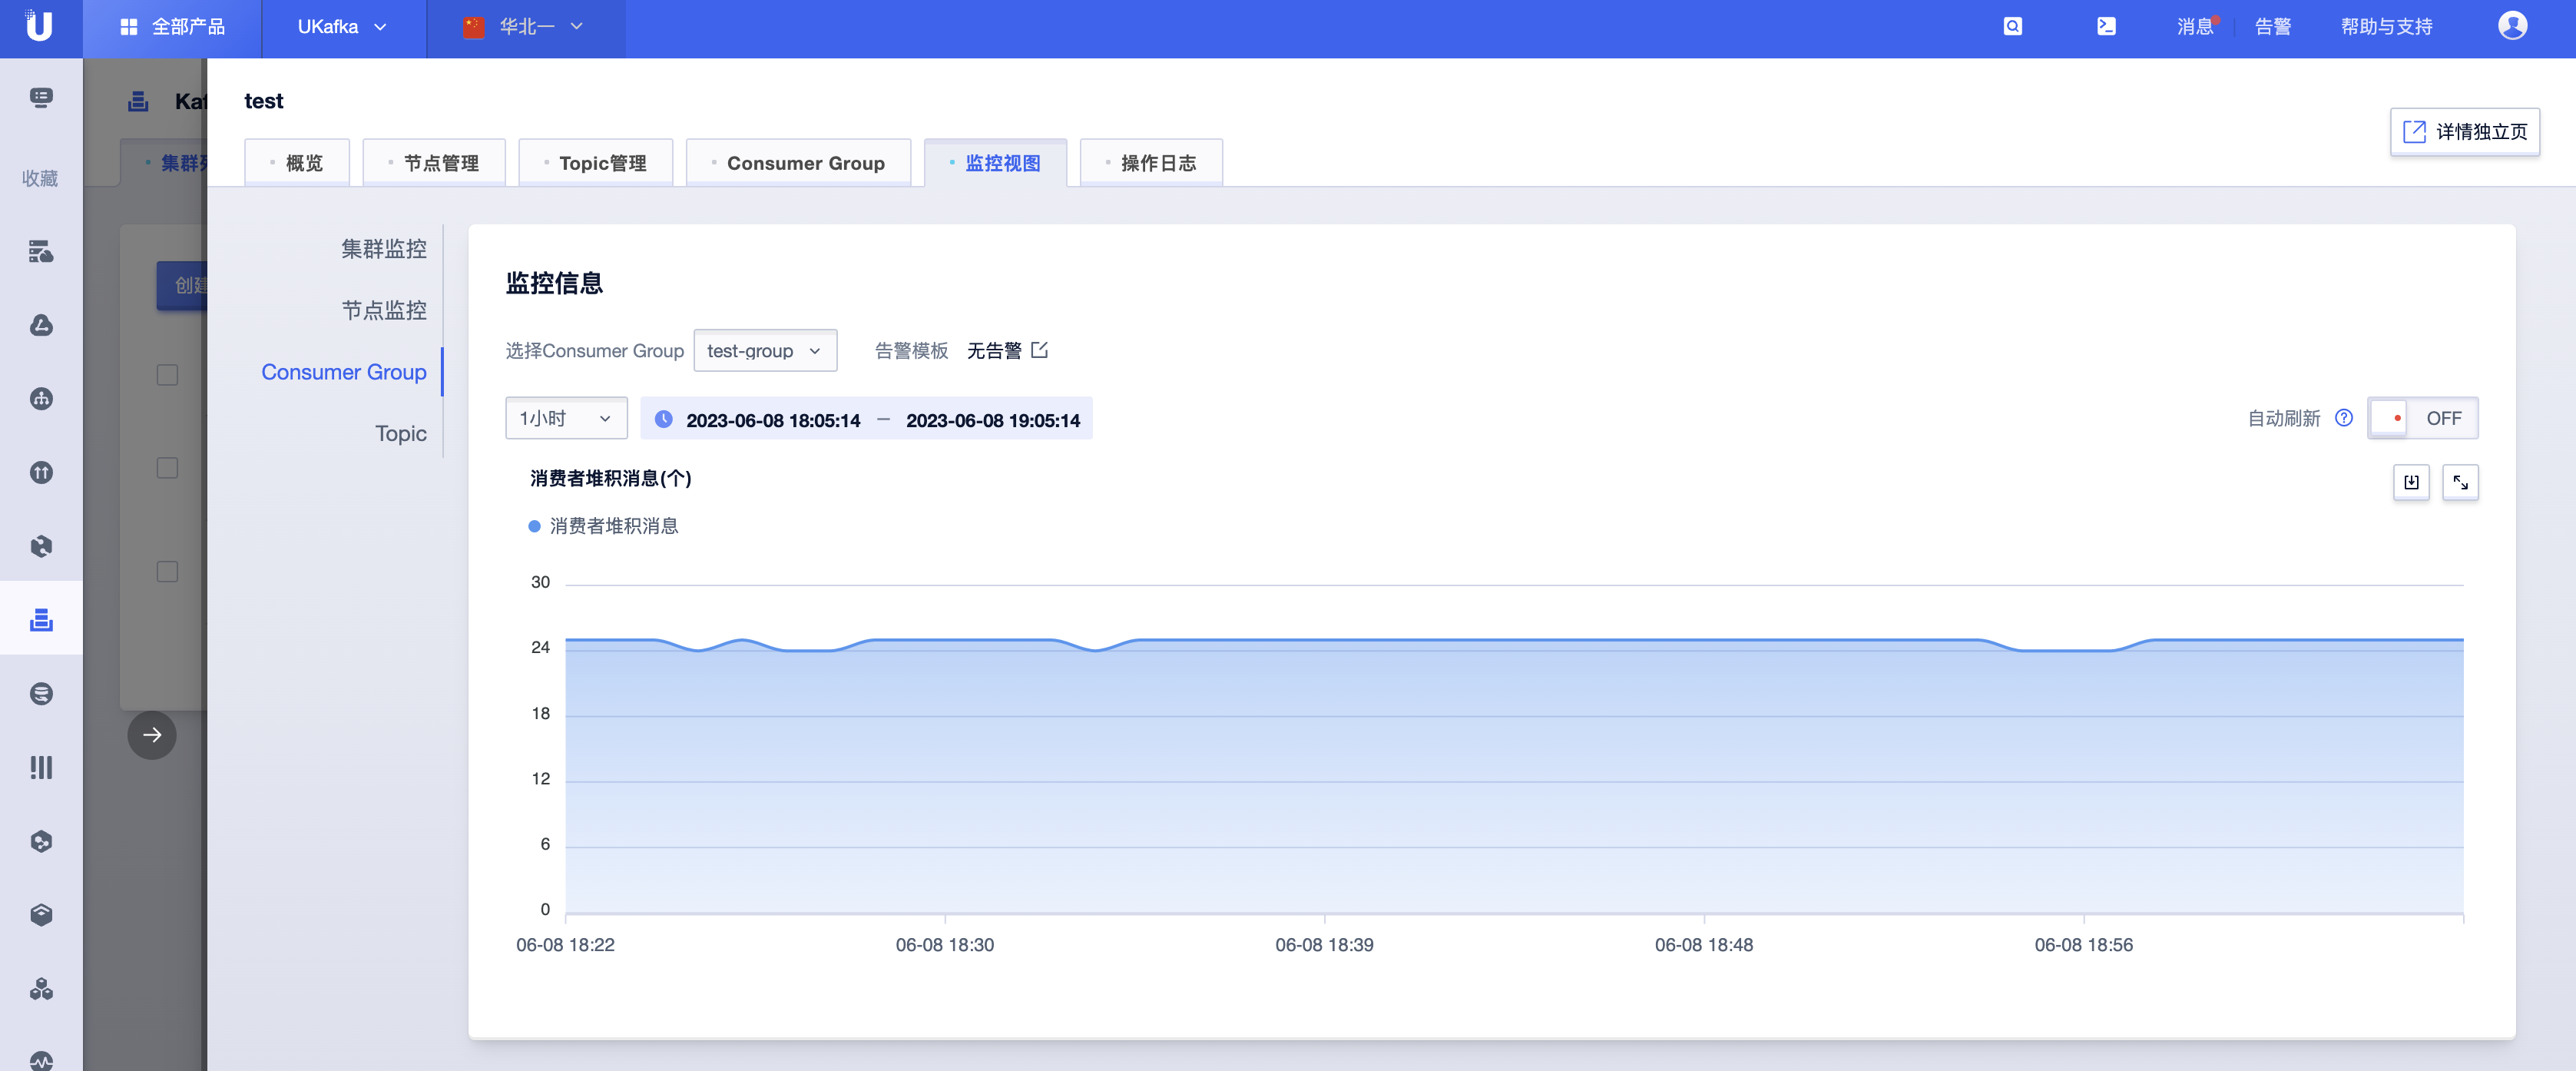 全部产品
UKafka
华北一
消息
告警
帮助与支持
收藏
test
详情独立页
概览
节点管理
Topic管理
Consumer Group
监控视图
操作日志
集群监控
节点监控
Consumer Group
Topic
监控信息
选择Consumer Group
test-group
告警模板
无告警
1小时
2023-06-08 18:05:14 — 2023-06-08 19:05:14
自动刷新
OFF
消费者堆积消息(个)
消费者堆积消息
30
24
18
12
6
0
06-08 18:22
06-08 18:30
06-08 18:39
06-08 18:48
06-08 18:56